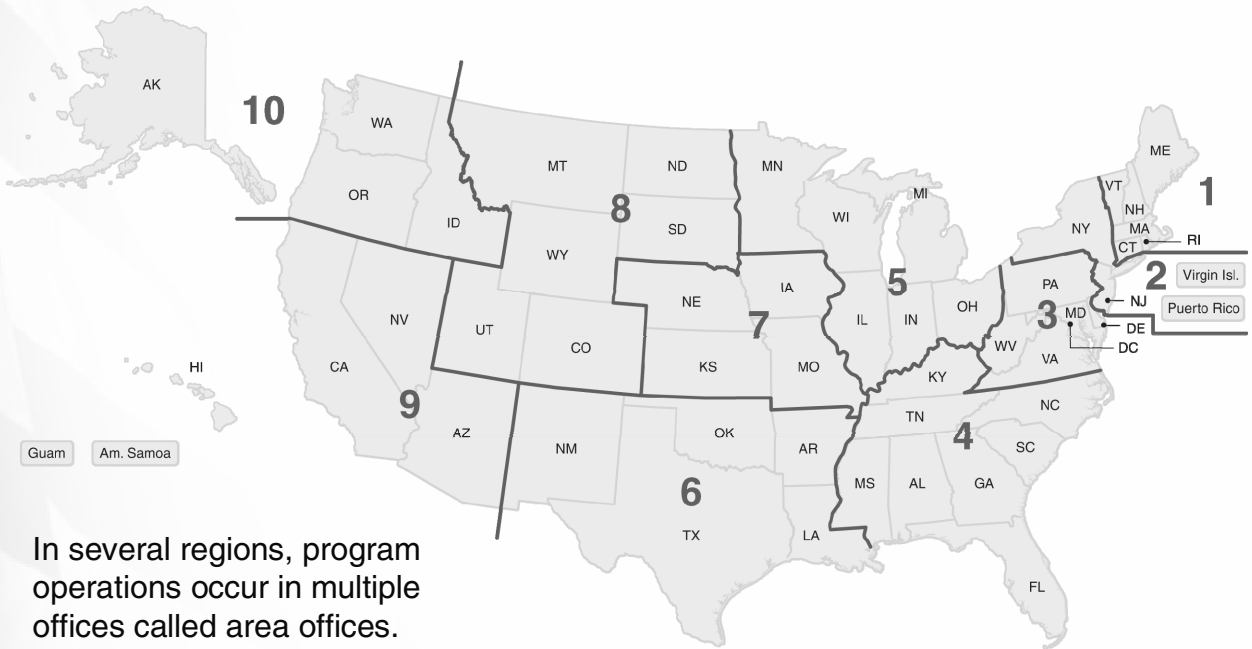 AK
10
WA
MT
ND
MN
ME
OR
ID
8
SD
WI
MI
VT
NH
1
NY
MA
RI
CT
WY
5
2
Virgin Isl.
PA
NE
IA
NJ
Puerto Rico
NV
UT
CO
7
IL
IN
OH
3
MD
DE
WV
DC
VA
HI
CA
KS
MO
KY
9
NC
TN
4
AZ
NM
OK
AR
SC
Guam
Am. Samoa
6
MS
AL
GA
TX
LA
FL
In several regions, program
operations occur in multiple
offices called area offices.